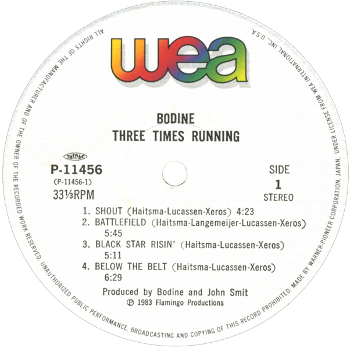 wea
BODINE
THREE TIMES RUNNING
P-11456
(P-11456-1)
33⅓RPM
SIDE
1
STEREO
1. SHOUT (Haitsma-Lucassen-Xeros) 4:23
2. BATTLEFIELD (Haitsma-Langemeijer-Lucassen)
5:45
3. BLACK STAR RISIN' (Haitsma-Lucassen-Xeros)
5:11
4. BELOW THE BELT (Haitsma-Lucassen-Xeros)
6:29
Produced by Bodine and John Smit
℗ 1983 Flamingo Productions
ALL RIGHTS OF THE MANUFACTURER AND OF THE OWNER OF THE RECORDED WORK RESERVED. UNAUTHORIZED PUBLIC PERFORMANCE, BROADCASTING AND COPYING OF THIS RECORD PROHIBITED. MADE BY WARNER-PIONEER CORPORATION, JAPAN, UNDER LICENSE FROM WEA INTERNATIONAL INC. U.S.A.